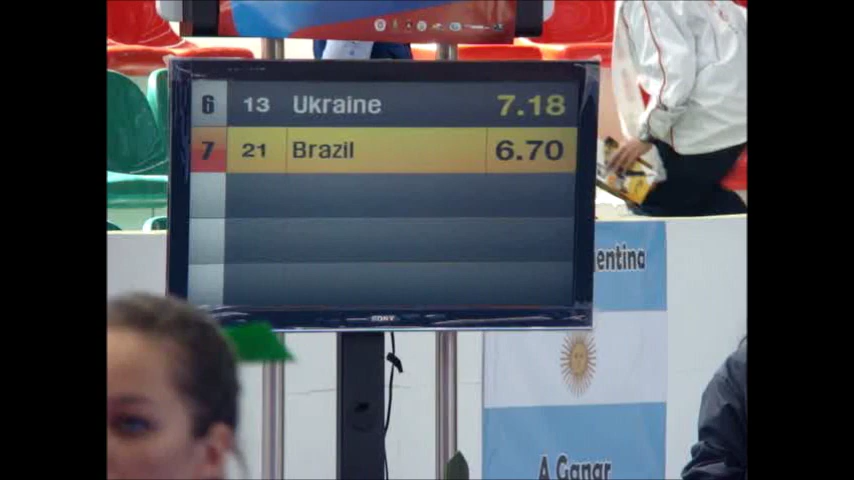 6 13 Ukraine 7.18
7 21 Brazil 6.70
SONY
entina
A Ganar